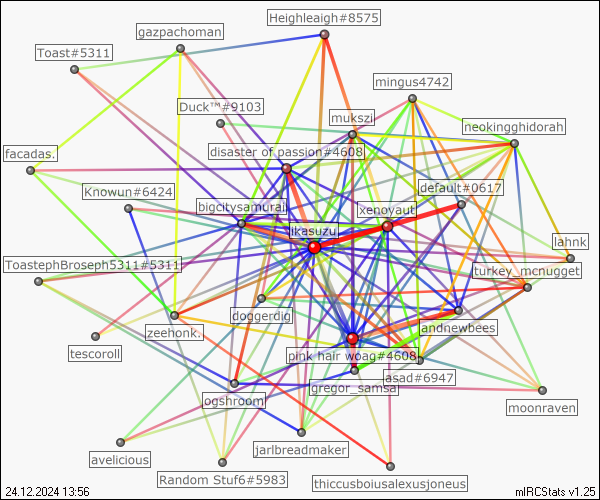 Heighleaigh#8575
gazpachoman
Toast#5311
mingus4742
Duck™#9103
mukszi
neokingghidorah
facadas.
disaster of passion#4608
Knowun#6424
default#0617
bigcitysamurai
xenoyaut
ikasuzu
lahnk
ToastephBroseph5311#5311
turkey_mcnugget
doggerdig
andnewbees
zeehonk.
tescoroll
pink hair woag#4608
asad#6947
gregor_samsa
ogshroom
moonraven
avelicious
jarlbreadmaker
Random Stuf6#5983
thiccusboiusalexusjoneus
24.12.2024 13:56
mIRCStats v1.25